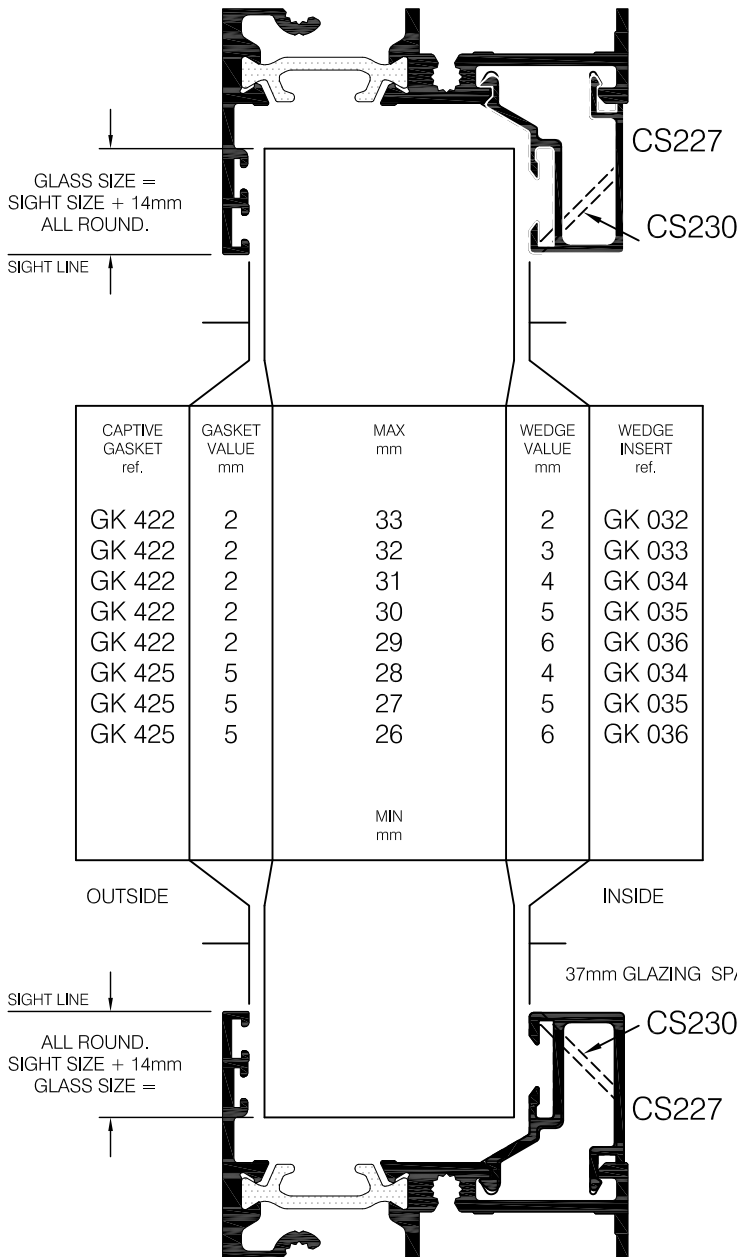 CS227
GLASS SIZE =
SIGHT SIZE + 14mm
ALL ROUND.
CS230
SIGHT LINE
CAPTIVE GASKET ref. GASKET VALUE mm MAX mm WEDGE VALUE mm WEDGE INSERT ref.
GK 422 2 33 2 GK 032
GK 422 2 32 3 GK 033
GK 422 2 31 4 GK 034
GK 422 2 30 5 GK 035
GK 422 2 29 6 GK 036
GK 425 5 28 4 GK 034
GK 425 5 27 5 GK 035
GK 425 5 26 6 GK 036
MIN
mm
OUTSIDE INSIDE
37mm GLAZING SPA
SIGHT LINE
CS230
ALL ROUND.
SIGHT SIZE + 14mm
GLASS SIZE =
CS227